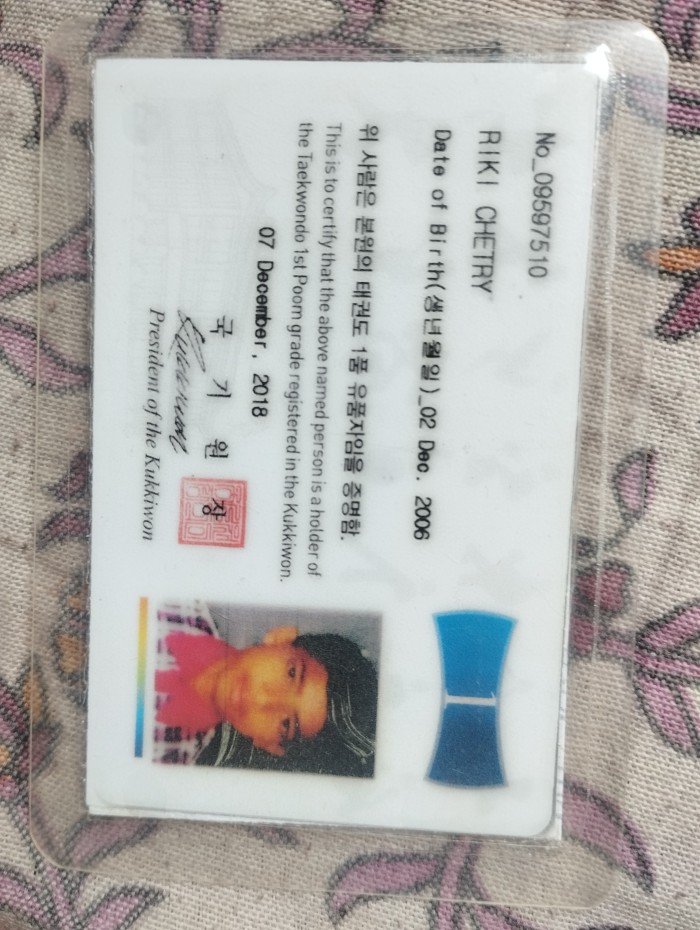 No_09597510
RIKI CHETRY
Date of Birth(생년월일)_02 Dec. 2006
위 사람은 본원의 태권도 1품 유품자임을 증명함.
This is to certify that the above named person is a holder of
the Taekwondo 1st Poom grade registered in the Kukkiwon.
07 December, 2018
국 기 원 장
President of the Kukkiwon
1